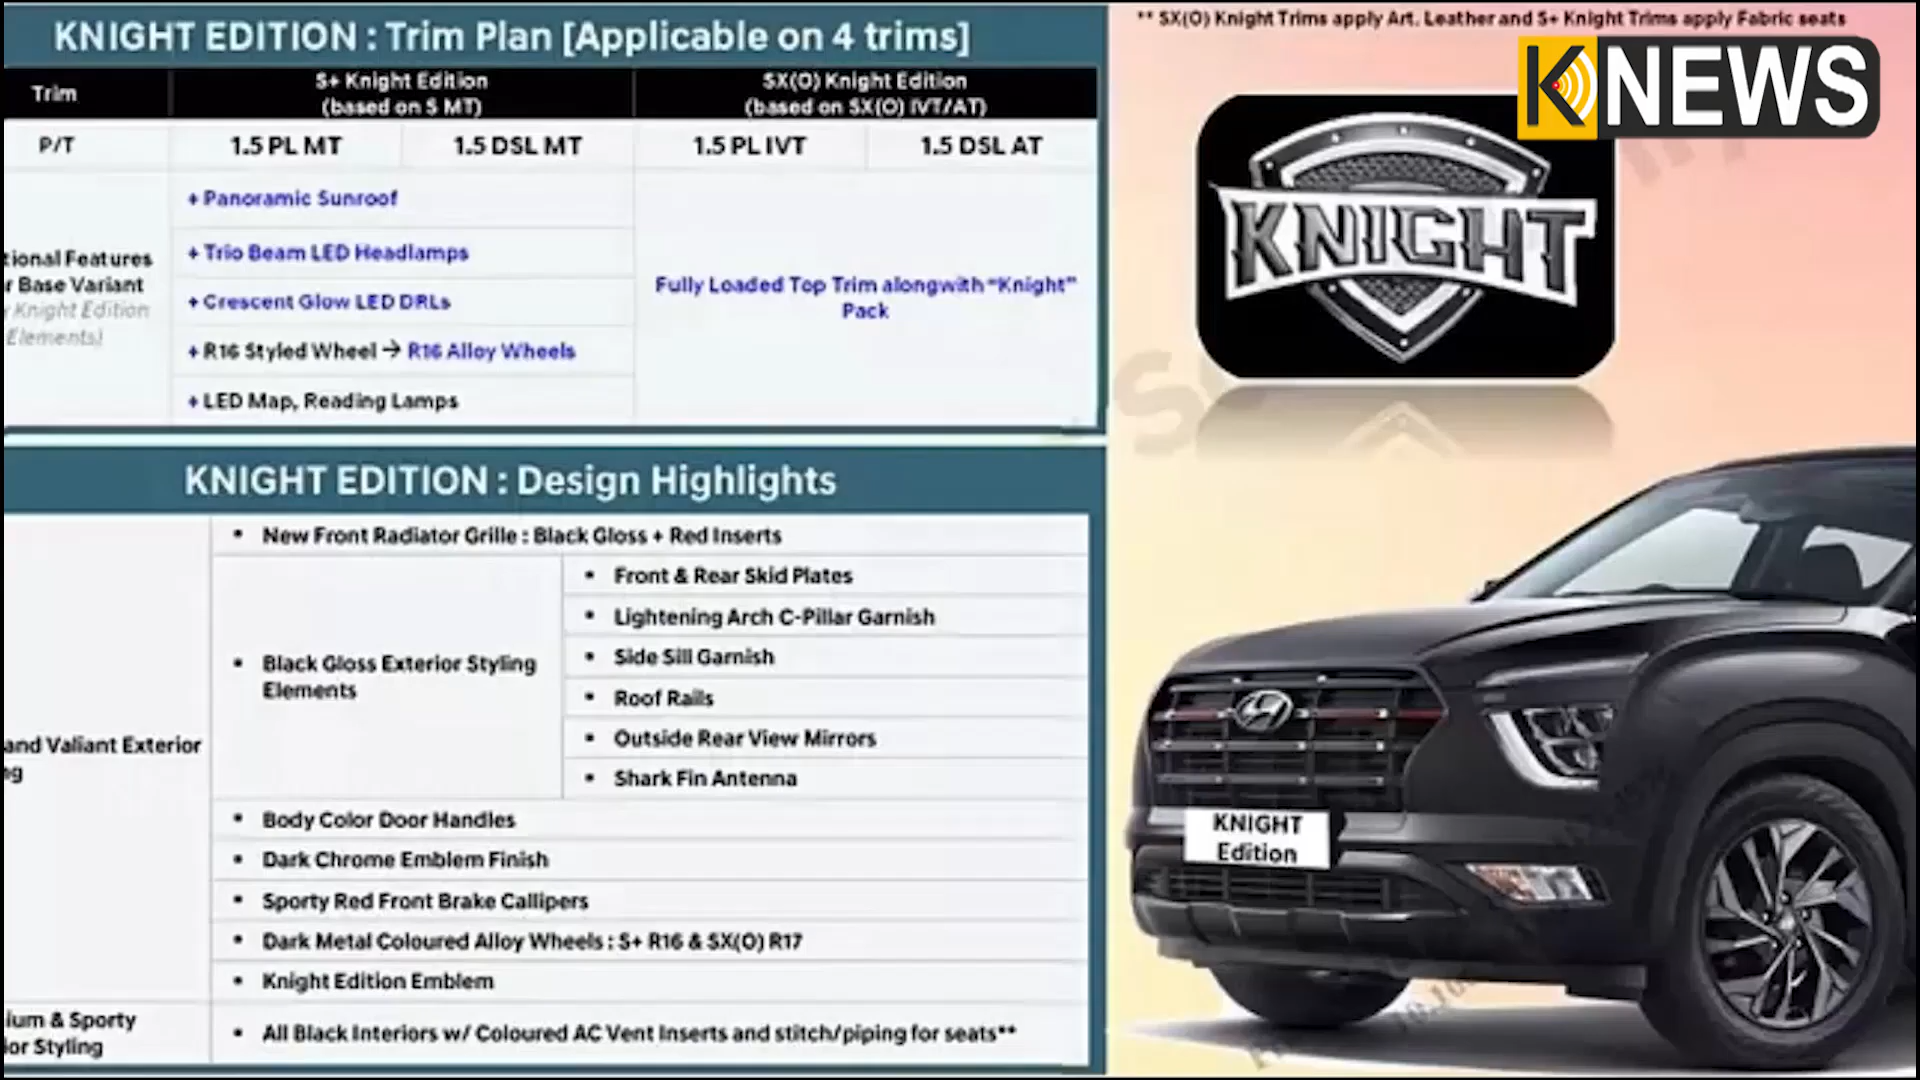 KNIGHT EDITION : Trim Plan [Applicable on 4 trims]
Trim
S+ Knight Edition
(based on S MT)
SX(O) Knight Edition
(based on SX(O) IVT/AT)
P/T
1.5 PL MT
1.5 DSL MT
1.5 PL IVT
1.5 DSL AT
tional Features
r Base Variant
Knight Edition
Elements)
+ Panoramic Sunroof
+ Trio Beam LED Headlamps
+ Crescent Glow LED DRLs
+ R16 Styled Wheel → R16 Alloy Wheels
+ LED Map, Reading Lamps
Fully Loaded Top Trim alongwith “Knight”
Pack
KNIGHT EDITION : Design Highlights
and Valiant Exterior
ng
• New Front Radiator Grille : Black Gloss + Red Inserts
• Black Gloss Exterior Styling
Elements
• Front & Rear Skid Plates
• Lightening Arch C-Pillar Garnish
• Side Sill Garnish
• Roof Rails
• Outside Rear View Mirrors
• Shark Fin Antenna
• Body Color Door Handles
• Dark Chrome Emblem Finish
• Sporty Red Front Brake Callipers
• Dark Metal Coloured Alloy Wheels : S+ R16 & SX(O) R17
• Knight Edition Emblem
ium & Sporty
ior Styling
• All Black Interiors w/ Coloured AC Vent Inserts and stitch/piping for seats**
** SX(O) Knight Trims apply Art. Leather and S+ Knight Trims apply Fabric seats
K NEWS
KNIGHT
KNIGHT
Edition